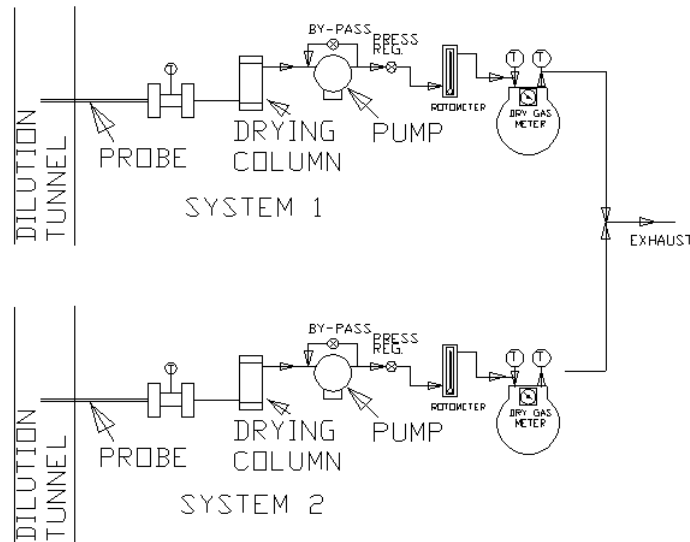 BY-PASS
PRESS
REG.
T
T
T
ROTOMETER
DRY GAS
METER
DILUTION
TUNNEL
PROBE
DRYING
COLUMN
PUMP
SYSTEM 1
EXHAUST
BY-PASS
PRESS
REG.
T
T
T
ROTOMETER
DRY GAS
METER
DILUTION
TUNNEL
PROBE
DRYING
COLUMN
PUMP
SYSTEM 2